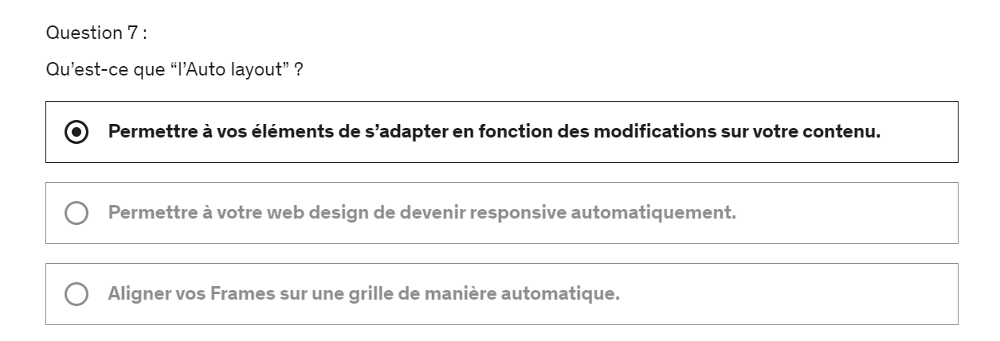 Question 7 :
Qu’est-ce que “l’Auto layout” ?
Permettre à vos éléments de s’adapter en fonction des modifications sur votre contenu.
Permettre à votre web design de devenir responsive automatiquement.
Aligner vos Frames sur une grille de manière automatique.